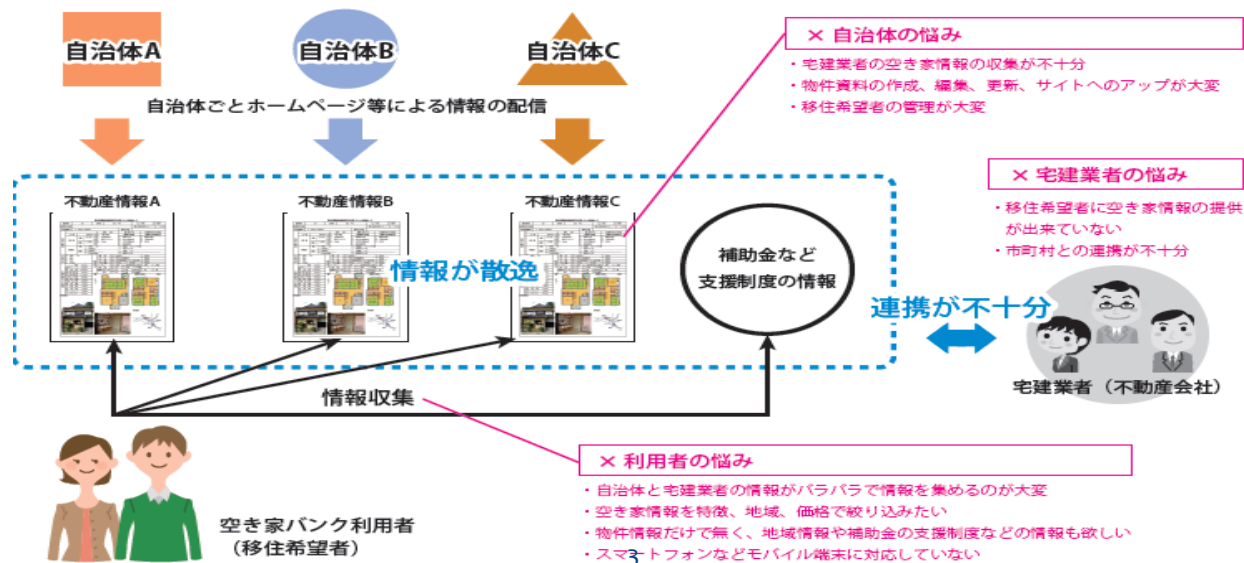 自治体A
自治体B
自治体C
自治体ごとホームページ等による情報の配信
× 自治体の悩み
・宅建業者の空き家情報の収集が不十分
・物件資料の作成、編集、更新、サイトへのアップが大変
・移住希望者の管理が大変
不動産情報A
不動産情報B
不動産情報C
情報が散逸
補助金など
支援制度の情報
× 宅建業者の悩み
・移住希望者に空き家情報の提供
が出来ていない
・市町村との連携が不十分
連携が不十分
宅建業者（不動産会社）
情報収集
空き家バンク利用者
（移住希望者）
× 利用者の悩み
・自治体と宅建業者の情報がバラバラで情報を集めるのが大変
・空き家情報を特徴、地域、価格で絞り込みたい
・物件情報だけで無く、地域情報や補助金の支援制度などの情報も欲しい
・スマートフォンなどモバイル端末に対応していない
3